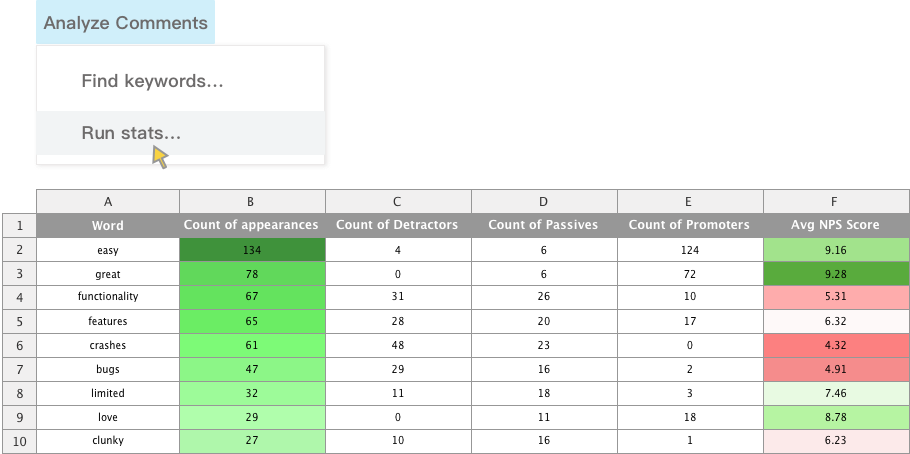 Analyze Comments
Find keywords...
Run stats...
A B C D E F
1 Word Count of appearances Count of Detractors Count of Passives Count of Promoters Avg NPS Score
2 easy 134 4 6 124 9.16
3 great 78 0 6 72 9.28
4 functionality 67 31 26 10 5.31
5 features 65 28 20 17 6.32
6 crashes 61 48 23 0 4.32
7 bugs 47 29 16 2 4.91
8 limited 32 11 18 3 7.46
9 love 29 0 11 18 8.78
10 clunky 27 10 16 1 6.23